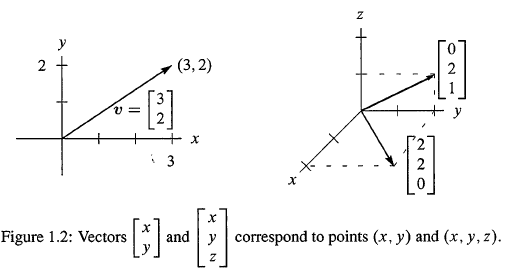 y
2
(3, 2)
v = [3 2]
x
3
z
[0 2 1]
y
[2 2 0]
x
Figure 1.2: Vectors [x y] and [x y z] correspond to points (x, y) and (x, y, z).